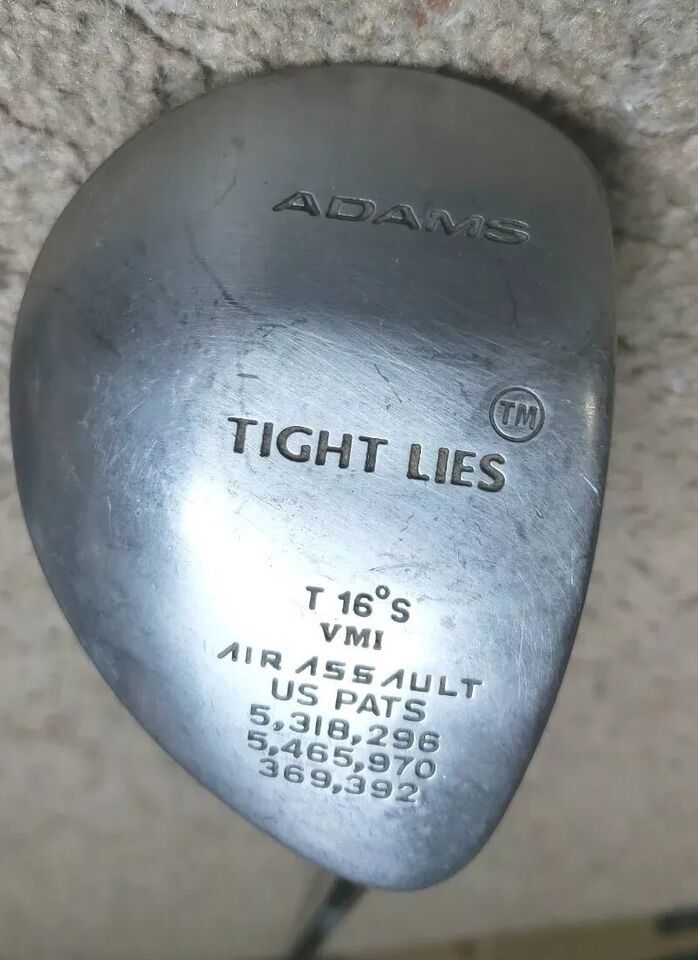 ADAMS
TM
TIGHT LIES
T 16°S
VMI
AIR ASSAULT
US PATS
5,318,296
5,465,970
369,392